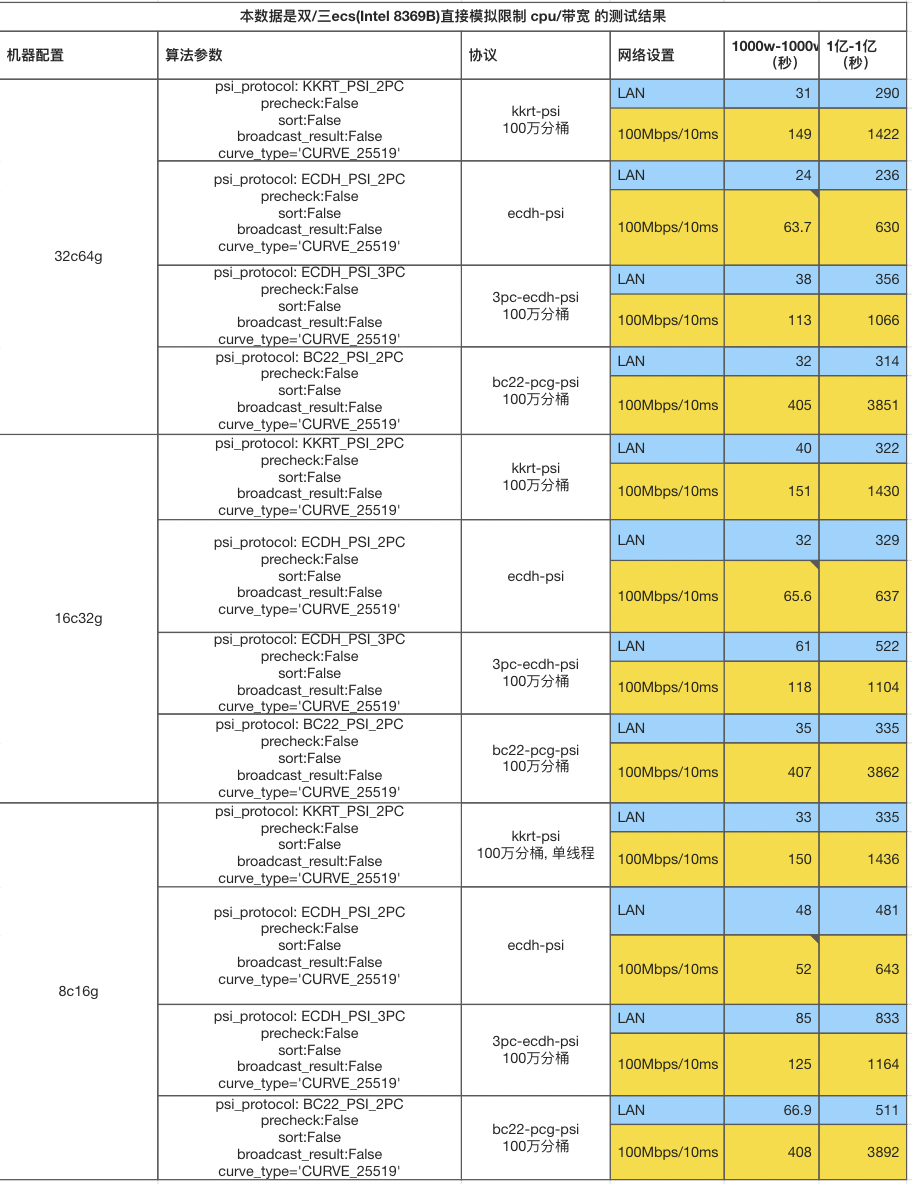 本数据是双/三ecs(Intel 8369B)直接模拟限制 cpu/带宽 的测试结果
机器配置 算法参数 协议 网络设置 1000w-1000w (秒) 1亿-1亿 (秒)
32c64g
psi_protocol: KKRT_PSI_2PC
precheck:False
sort:False
broadcast_result:False
curve_type='CURVE_25519'
kkrt-psi
100万分桶
LAN 31 290
100Mbps/10ms 149 1422
psi_protocol: ECDH_PSI_2PC
precheck:False
sort:False
broadcast_result:False
curve_type='CURVE_25519'
ecdh-psi
LAN 24 236
100Mbps/10ms 63.7 630
psi_protocol: ECDH_PSI_3PC
precheck:False
sort:False
broadcast_result:False
curve_type='CURVE_25519'
3pc-ecdh-psi
100万分桶
LAN 38 356
100Mbps/10ms 113 1066
psi_protocol: BC22_PSI_2PC
precheck:False
sort:False
broadcast_result:False
curve_type='CURVE_25519'
bc22-pcg-psi
100万分桶
LAN 32 314
100Mbps/10ms 405 3851
16c32g
psi_protocol: KKRT_PSI_2PC
precheck:False
sort:False
broadcast_result:False
curve_type='CURVE_25519'
kkrt-psi
100万分桶
LAN 40 322
100Mbps/10ms 151 1430
psi_protocol: ECDH_PSI_2PC
precheck:False
sort:False
broadcast_result:False
curve_type='CURVE_25519'
ecdh-psi
LAN 32 329
100Mbps/10ms 65.6 637
psi_protocol: ECDH_PSI_3PC
precheck:False
sort:False
broadcast_result:False
curve_type='CURVE_25519'
3pc-ecdh-psi
100万分桶
LAN 61 522
100Mbps/10ms 118 1104
psi_protocol: BC22_PSI_2PC
precheck:False
sort:False
broadcast_result:False
curve_type='CURVE_25519'
bc22-pcg-psi
100万分桶
LAN 35 335
100Mbps/10ms 407 3862
8c16g
psi_protocol: KKRT_PSI_2PC
precheck:False
sort:False
broadcast_result:False
curve_type='CURVE_25519'
kkrt-psi
100万分桶, 单线程
LAN 33 335
100Mbps/10ms 150 1436
psi_protocol: ECDH_PSI_2PC
precheck:False
sort:False
broadcast_result:False
curve_type='CURVE_25519'
ecdh-psi
LAN 48 481
100Mbps/10ms 52 643
psi_protocol: ECDH_PSI_3PC
precheck:False
sort:False
broadcast_result:False
curve_type='CURVE_25519'
3pc-ecdh-psi
100万分桶
LAN 85 833
100Mbps/10ms 125 1164
psi_protocol: BC22_PSI_2PC
precheck:False
sort:False
broadcast_result:False
curve_type='CURVE_25519'
bc22-pcg-psi
100万分桶
LAN 66.9 511
100Mbps/10ms 408 3892